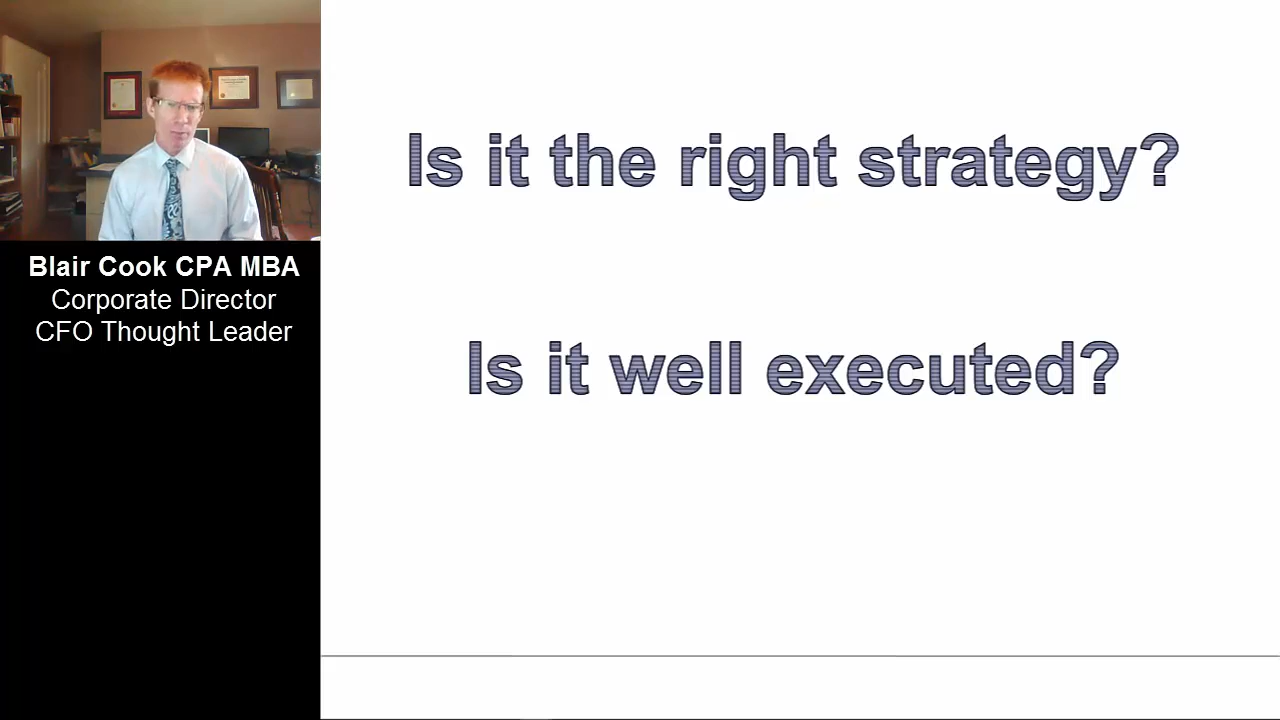 Blair Cook CPA MBA
Corporate Director
CFO Thought Leader
Is it the right strategy?
Is it well executed?